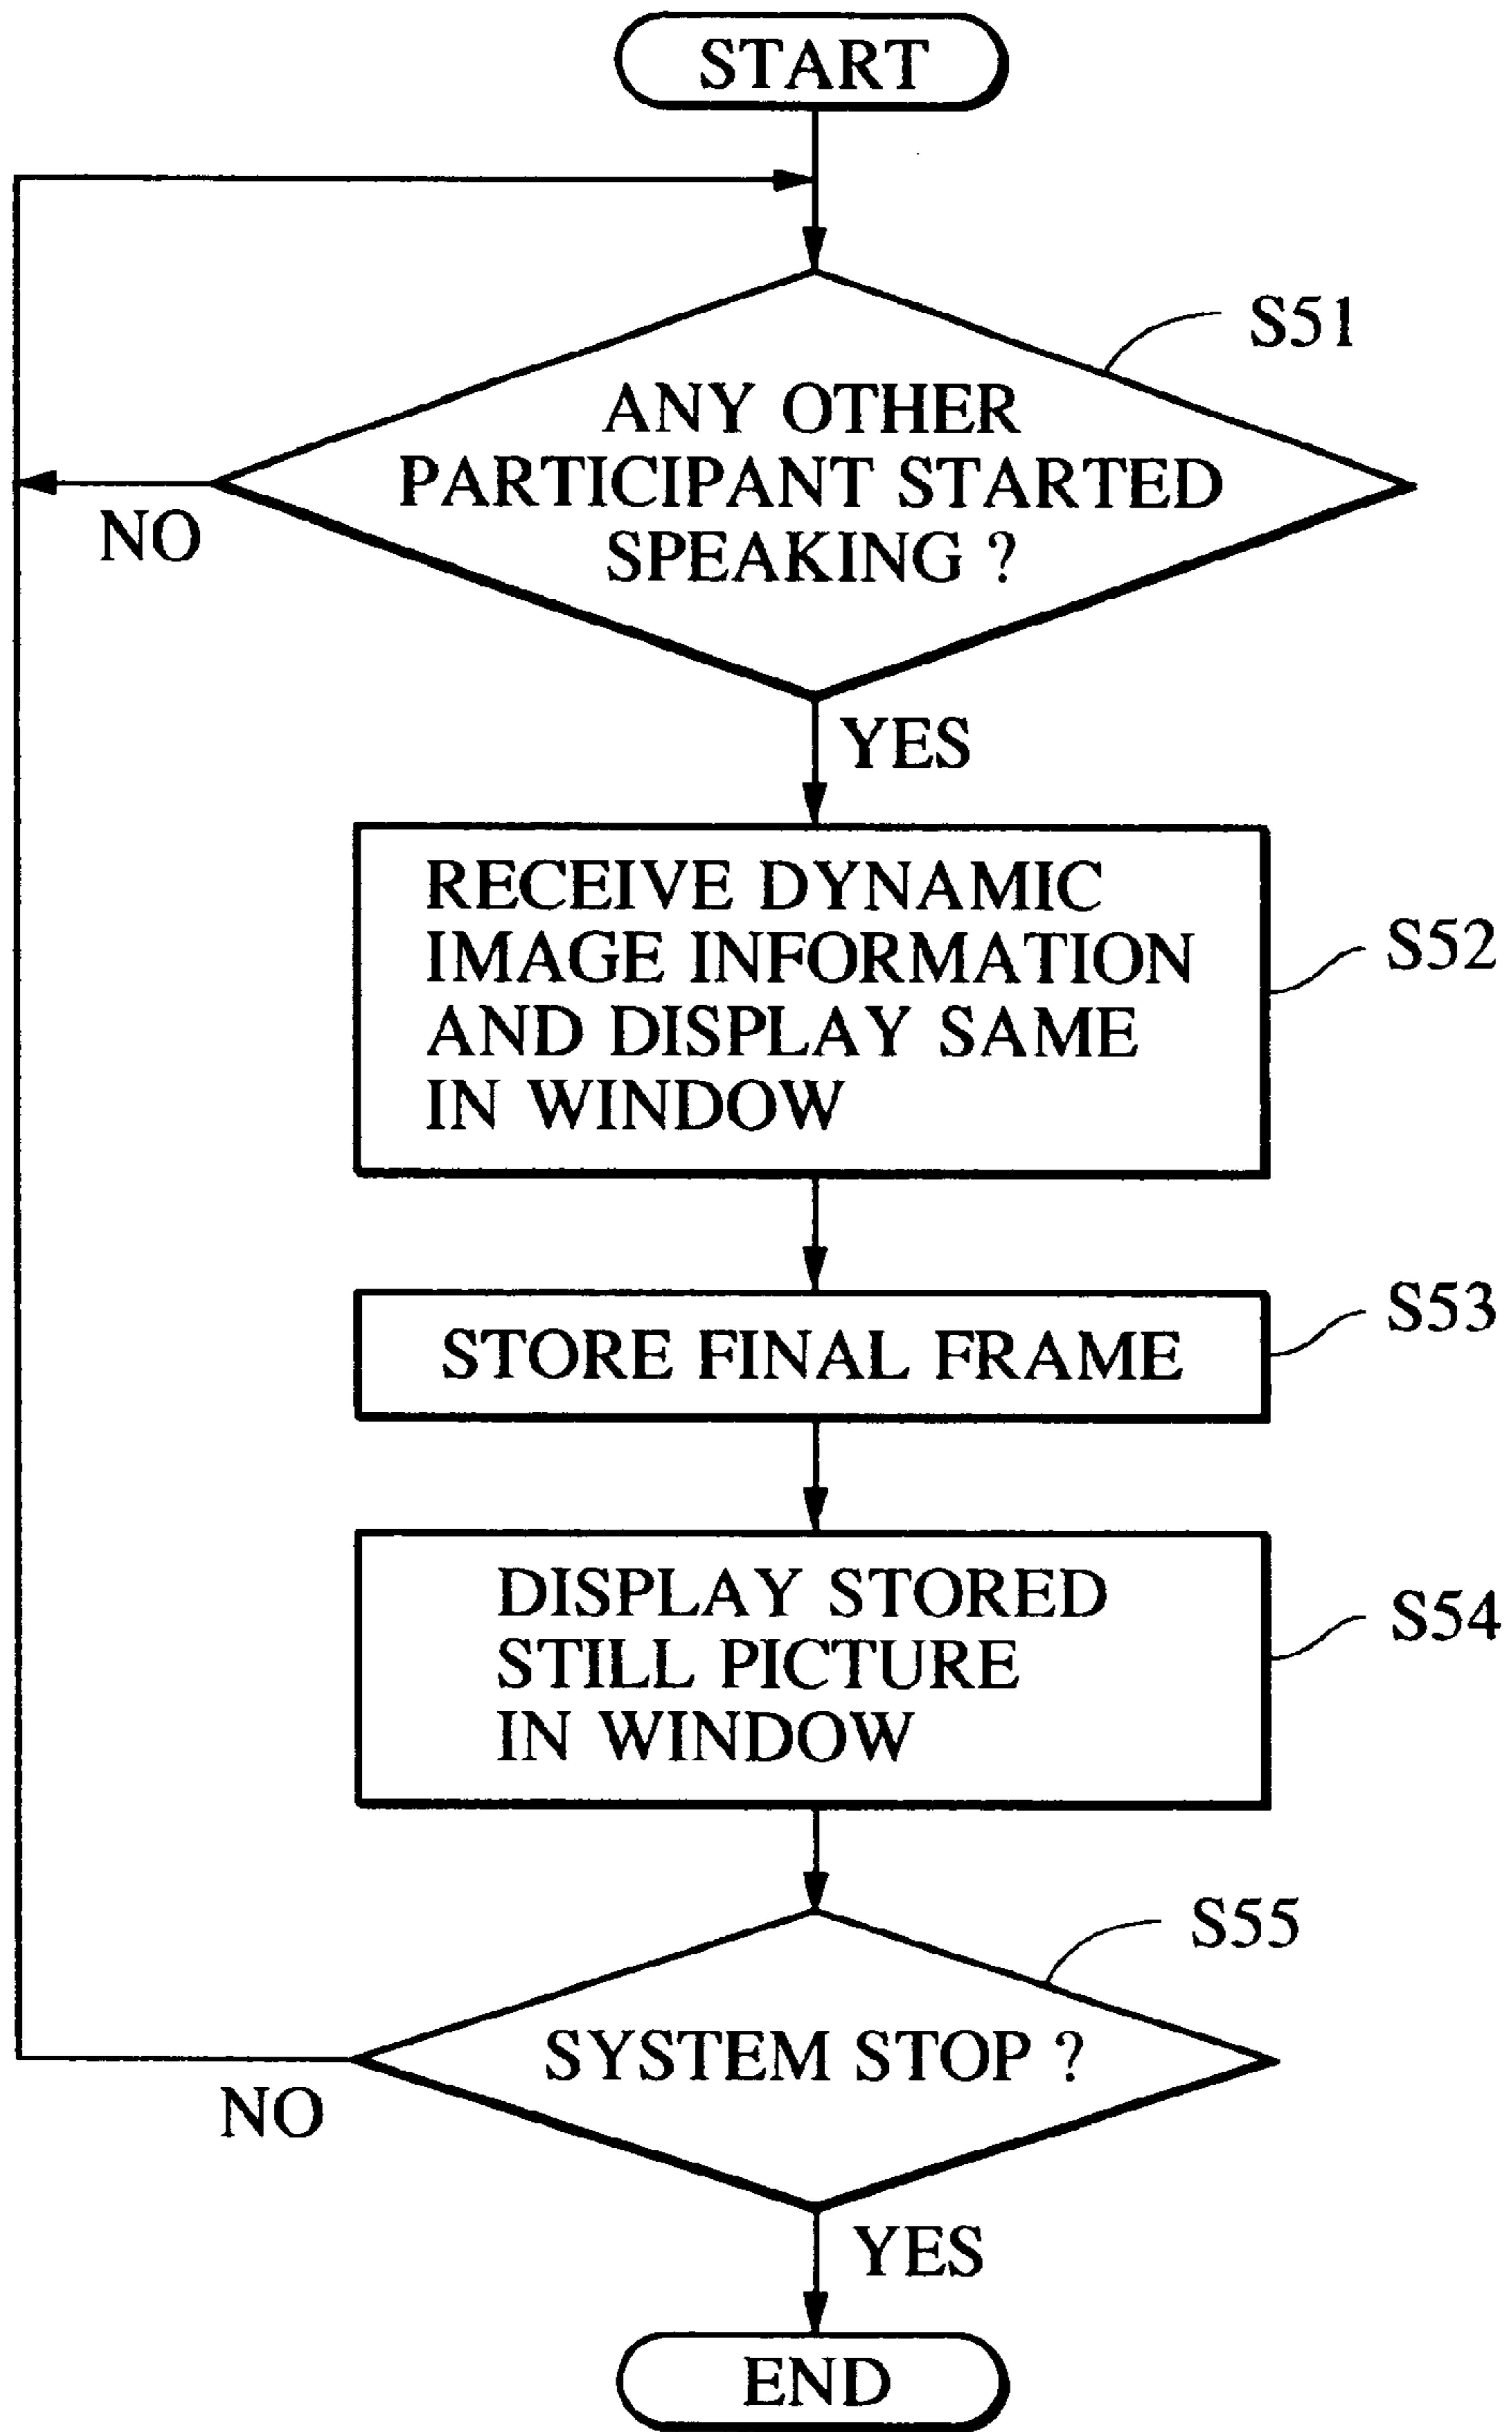 START
S51
ANY OTHER
PARTICIPANT STARTED
SPEAKING ?
NO
YES
RECEIVE DYNAMIC
IMAGE INFORMATION
AND DISPLAY SAME
IN WINDOW
S52
STORE FINAL FRAME
S53
DISPLAY STORED
STILL PICTURE
IN WINDOW
S54
S55
SYSTEM STOP ?
NO
YES
END